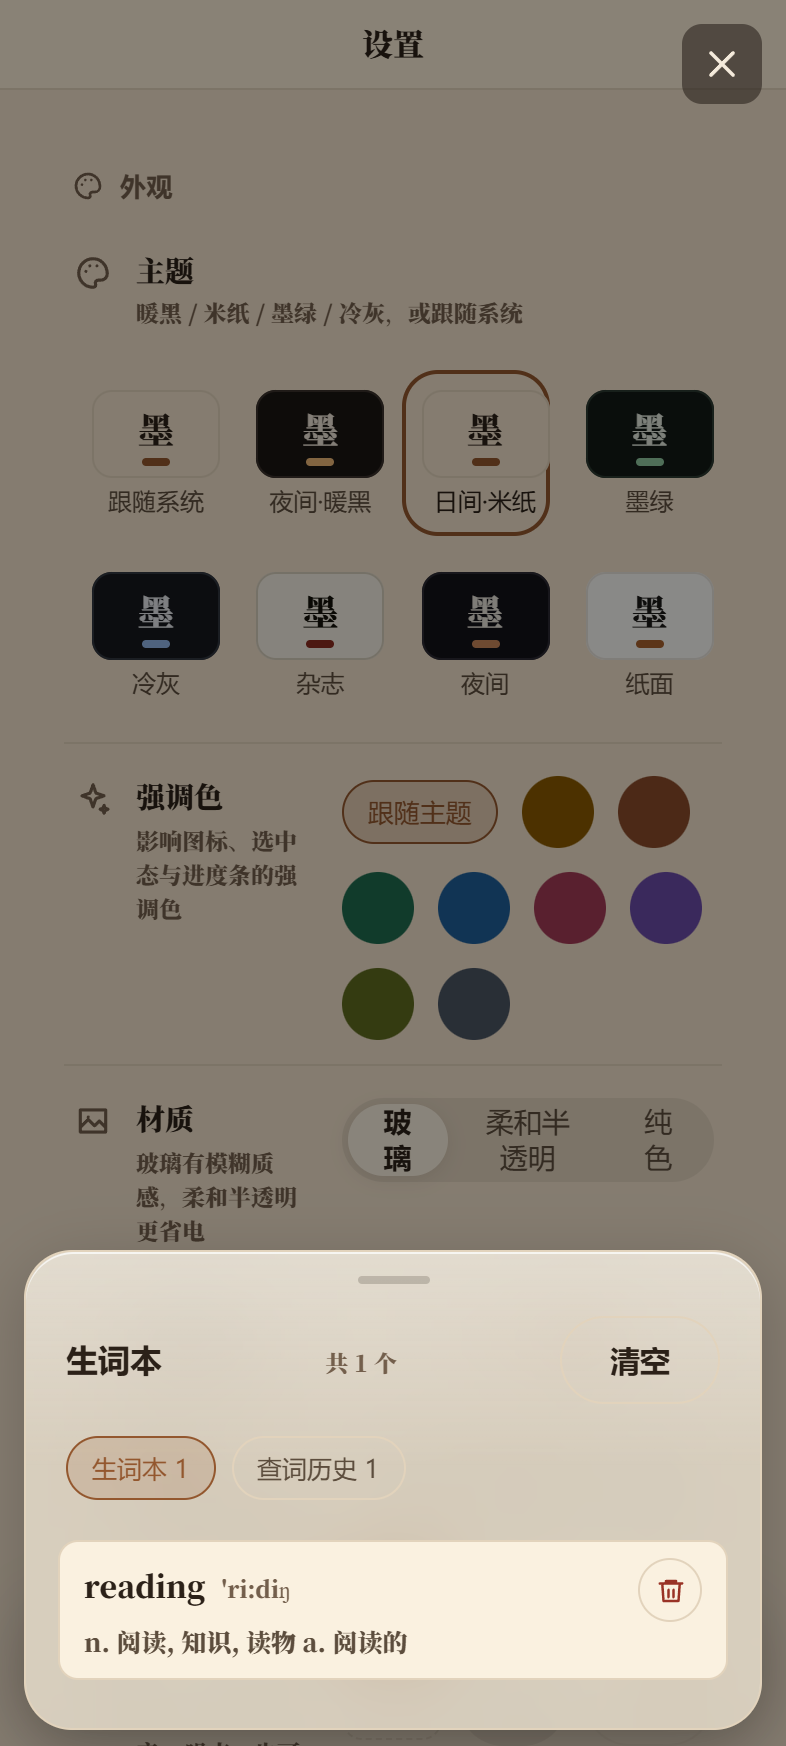 设置
外观
主题
暖黑 / 米纸 / 墨绿 / 冷灰，或跟随系统
墨 墨 墨 墨
跟随系统 夜间·暖黑 日间·米纸 墨绿
墨 墨 墨 墨
冷灰 杂志 夜间 纸面
强调色
跟随主题
影响图标、选中
态与进度条的强
调色
材质
玻
璃
柔和半
透明
纯
色
玻璃有模糊质
感，柔和半透明
更省电
生词本 共 1 个 清空
生词本 1 查词历史 1
reading 'ri:diŋ
n. 阅读, 知识, 读物 a. 阅读的